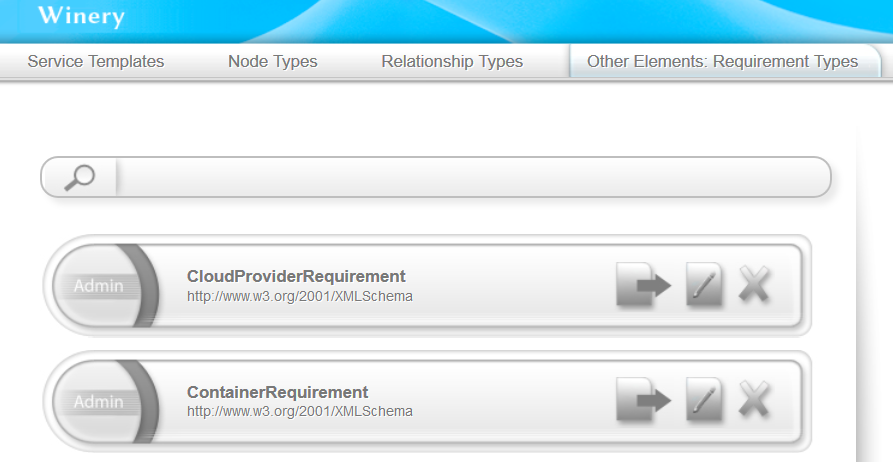 Winery
Service Templates Node Types Relationship Types Other Elements: Requirement Types
Admin
CloudProviderRequirement
http://www.w3.org/2001/XMLSchema
Admin
ContainerRequirement
http://www.w3.org/2001/XMLSchema